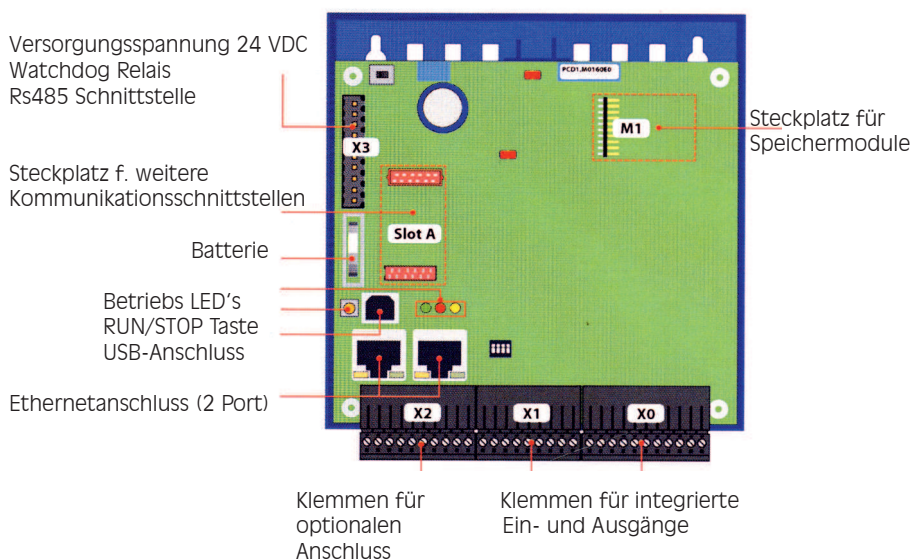 Versorgungsspannung 24 VDC
Watchdog Relais
Rs485 Schnittstelle
PCD1.M0160E0
M1
Steckplatz für
Speichermodule
X3
Steckplatz f. weitere
Kommunikationsschnittstellen
Slot A
Batterie
Betriebs LED's
RUN/STOP Taste
USB-Anschluss
Ethernetanschluss (2 Port)
X2
X1
X0
Klemmen für
optionalen
Anschluss
Klemmen für integrierte
Ein- und Ausgänge